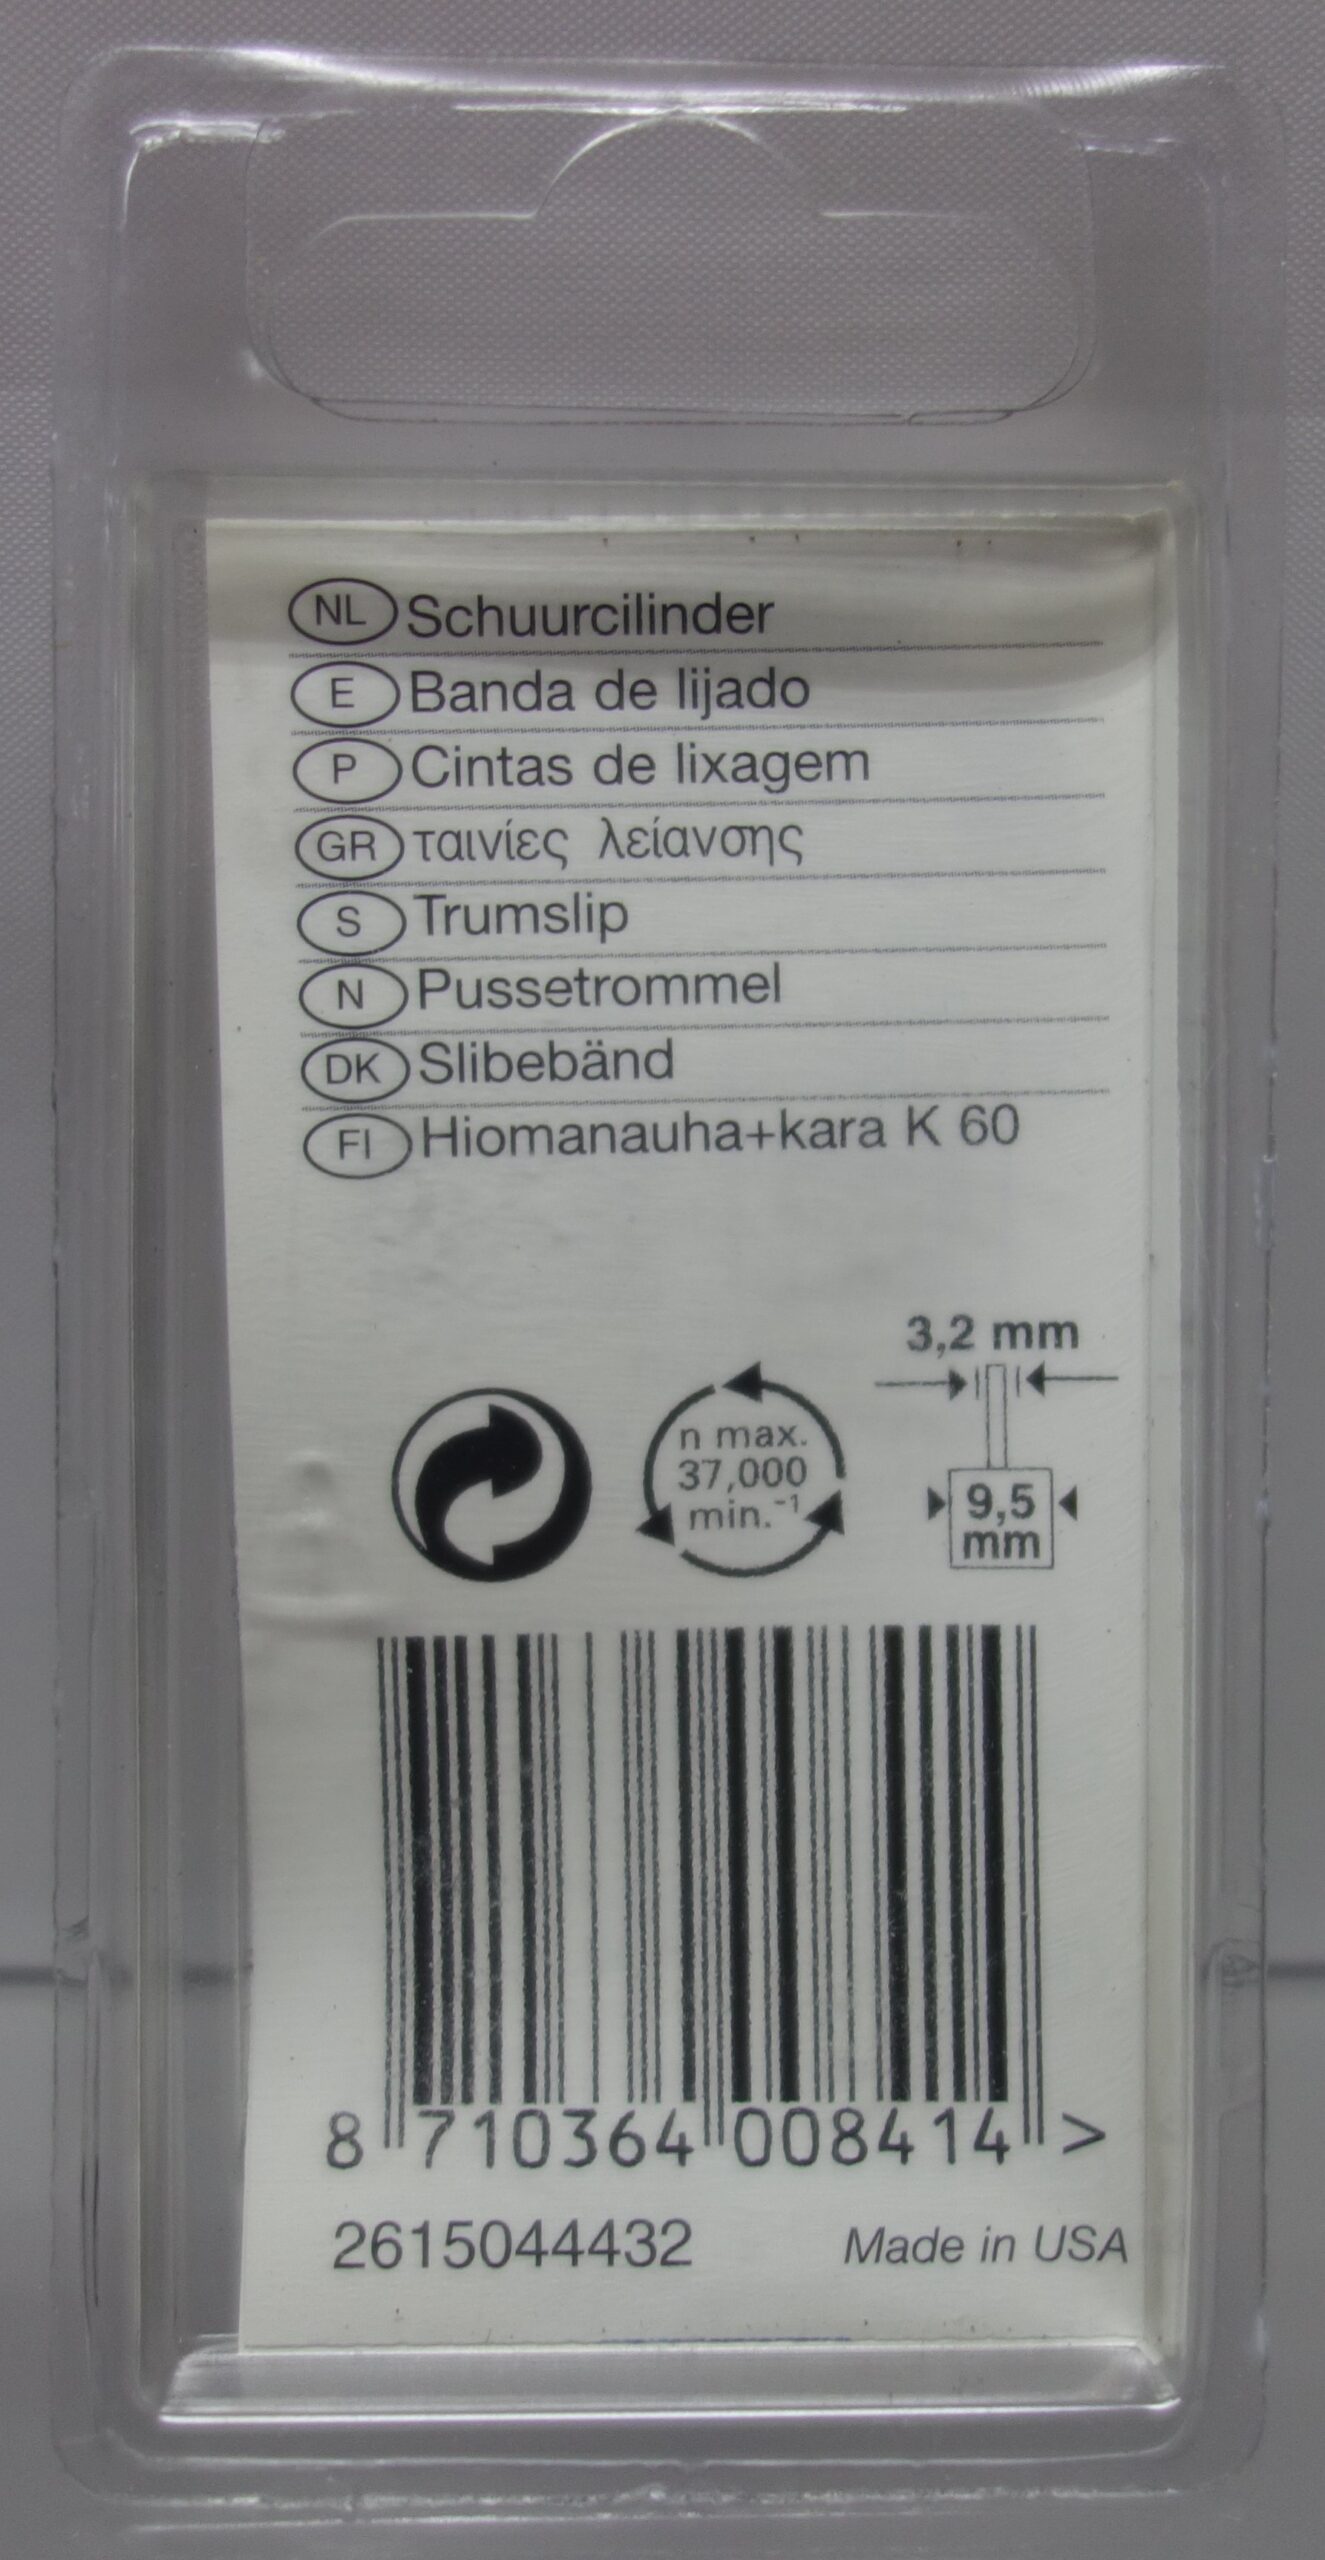 NL Schuurcilinder
E Banda de lijado
P Cintas de lixagem
GR ταινίες λείανσης
S Trumslip
N Pussetrommel
DK Slibebänd
FI Hiomanauha+kara K 60
3,2 mm
n max.
37,000
min.⁻¹
9,5
mm
8 710364 008414 >
2615044432 Made in USA